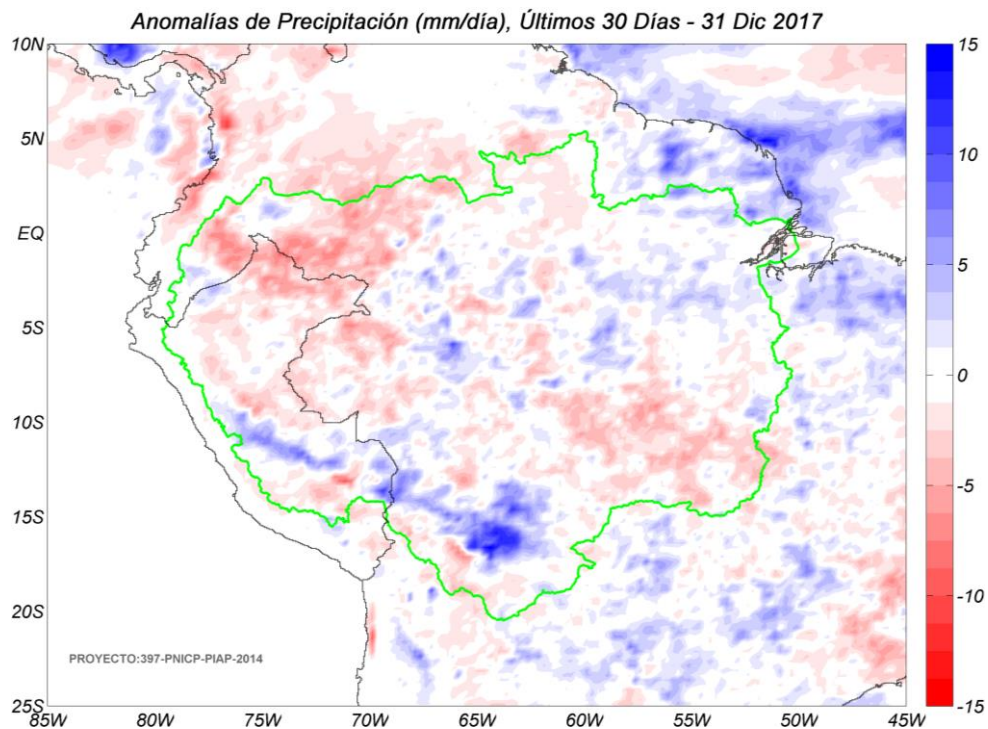 Anomalías de Precipitación (mm/día), Últimos 30 Días - 31 Dic 2017
10N
5N
EQ
5S
10S
15S
20S
25S
85W 80W 75W 70W 65W 60W 55W 50W 45W
15
10
5
0
-5
-10
-15
PROYECTO:397-PNICP-PIAP-2014